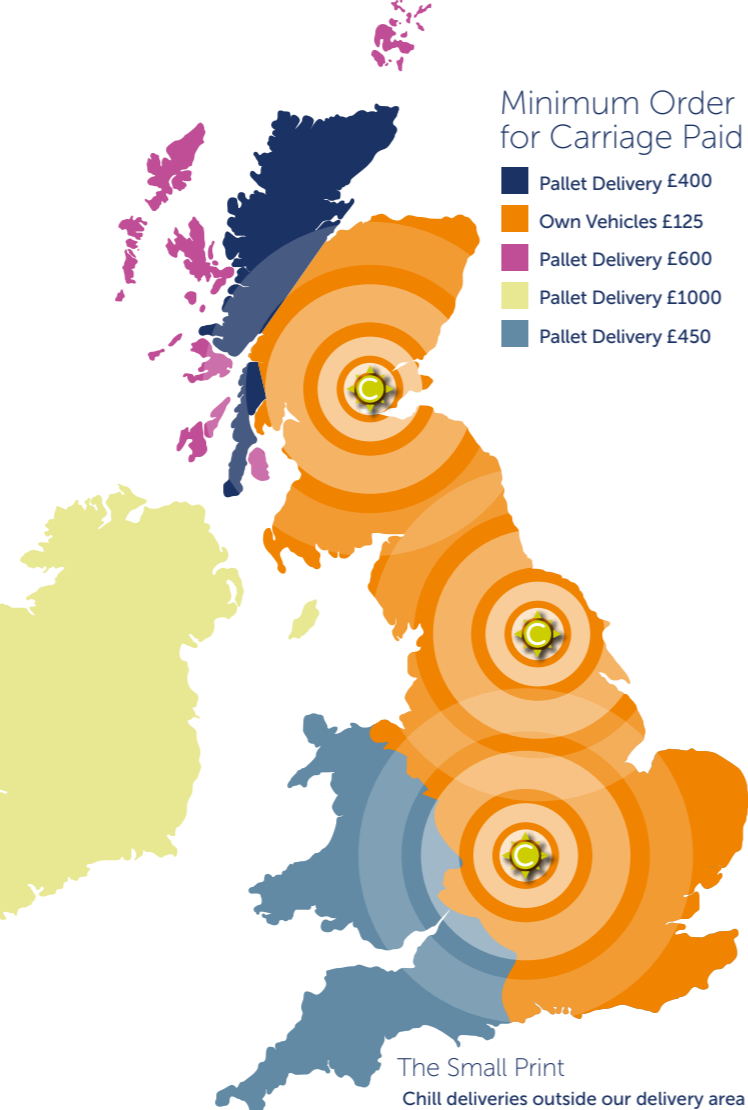 Minimum Order
for Carriage Paid
Pallet Delivery £400
Own Vehicles £125
Pallet Delivery £600
Pallet Delivery £1000
Pallet Delivery £450
C
C
C
The Small Print
Chill deliveries outside our delivery area